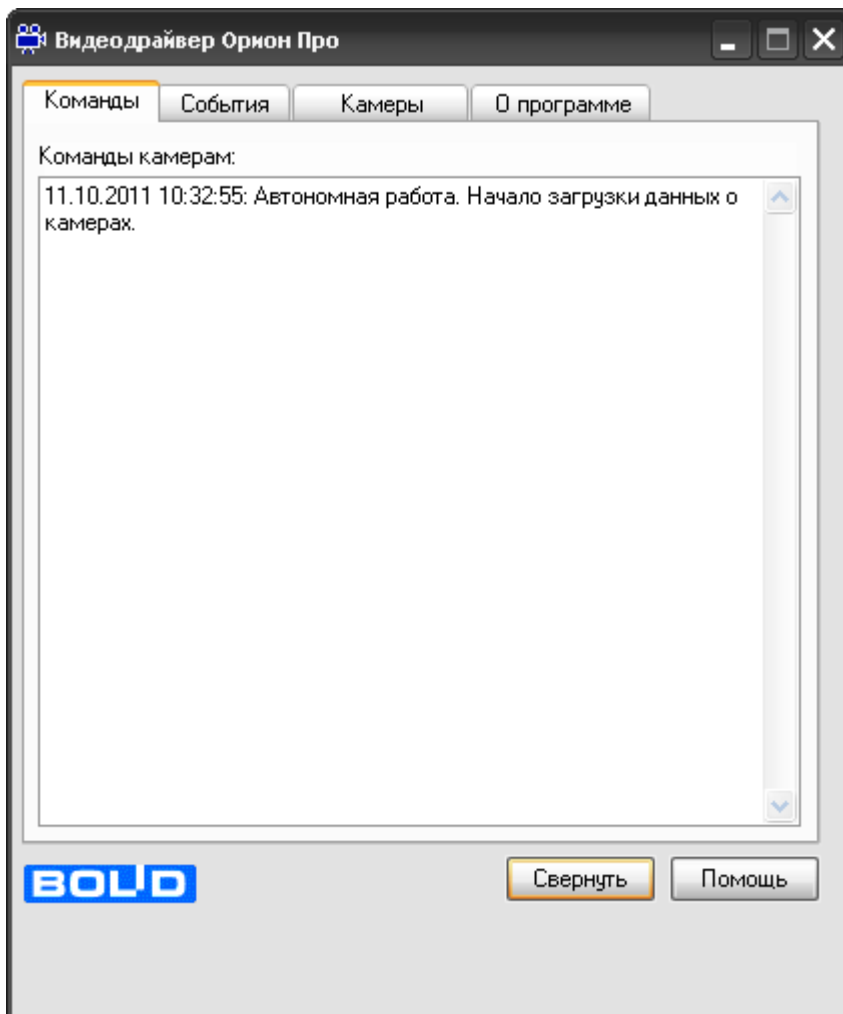 Видеодрайвер Орион Про
Команды События Камеры О программе
Команды камерам:
11.10.2011 10:32:55: Автономная работа. Начало загрузки данных о
камерах.
BOLID Свернуть Помощь